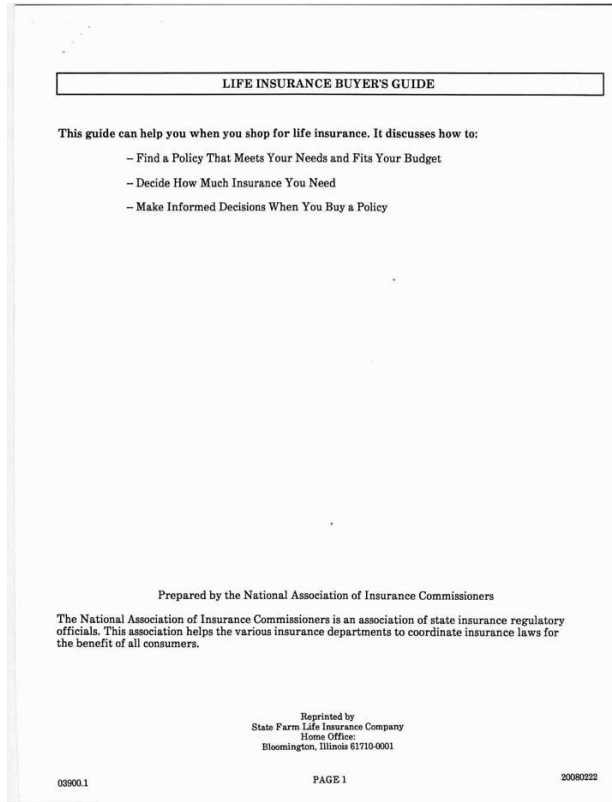 LIFE INSURANCE BUYER'S GUIDE
This guide can help you when you shop for life insurance. It discusses how to:
-- Find a Policy That Meets Your Needs and Fits Your Budget
-- Decide How Much Insurance You Need
-- Make Informed Decisions When You Buy a Policy
Prepared by the National Association of Insurance Commissioners
The National Association of Insurance Commissioners is an association of state insurance regulatory
officials. This association helps the various insurance departments to coordinate insurance laws for
the benefit of all consumers.
Reprinted by
State Farm Life Insurance Company
Home Office:
Bloomington, Illinois 61710-0001
03900.1
PAGE 1
20080222